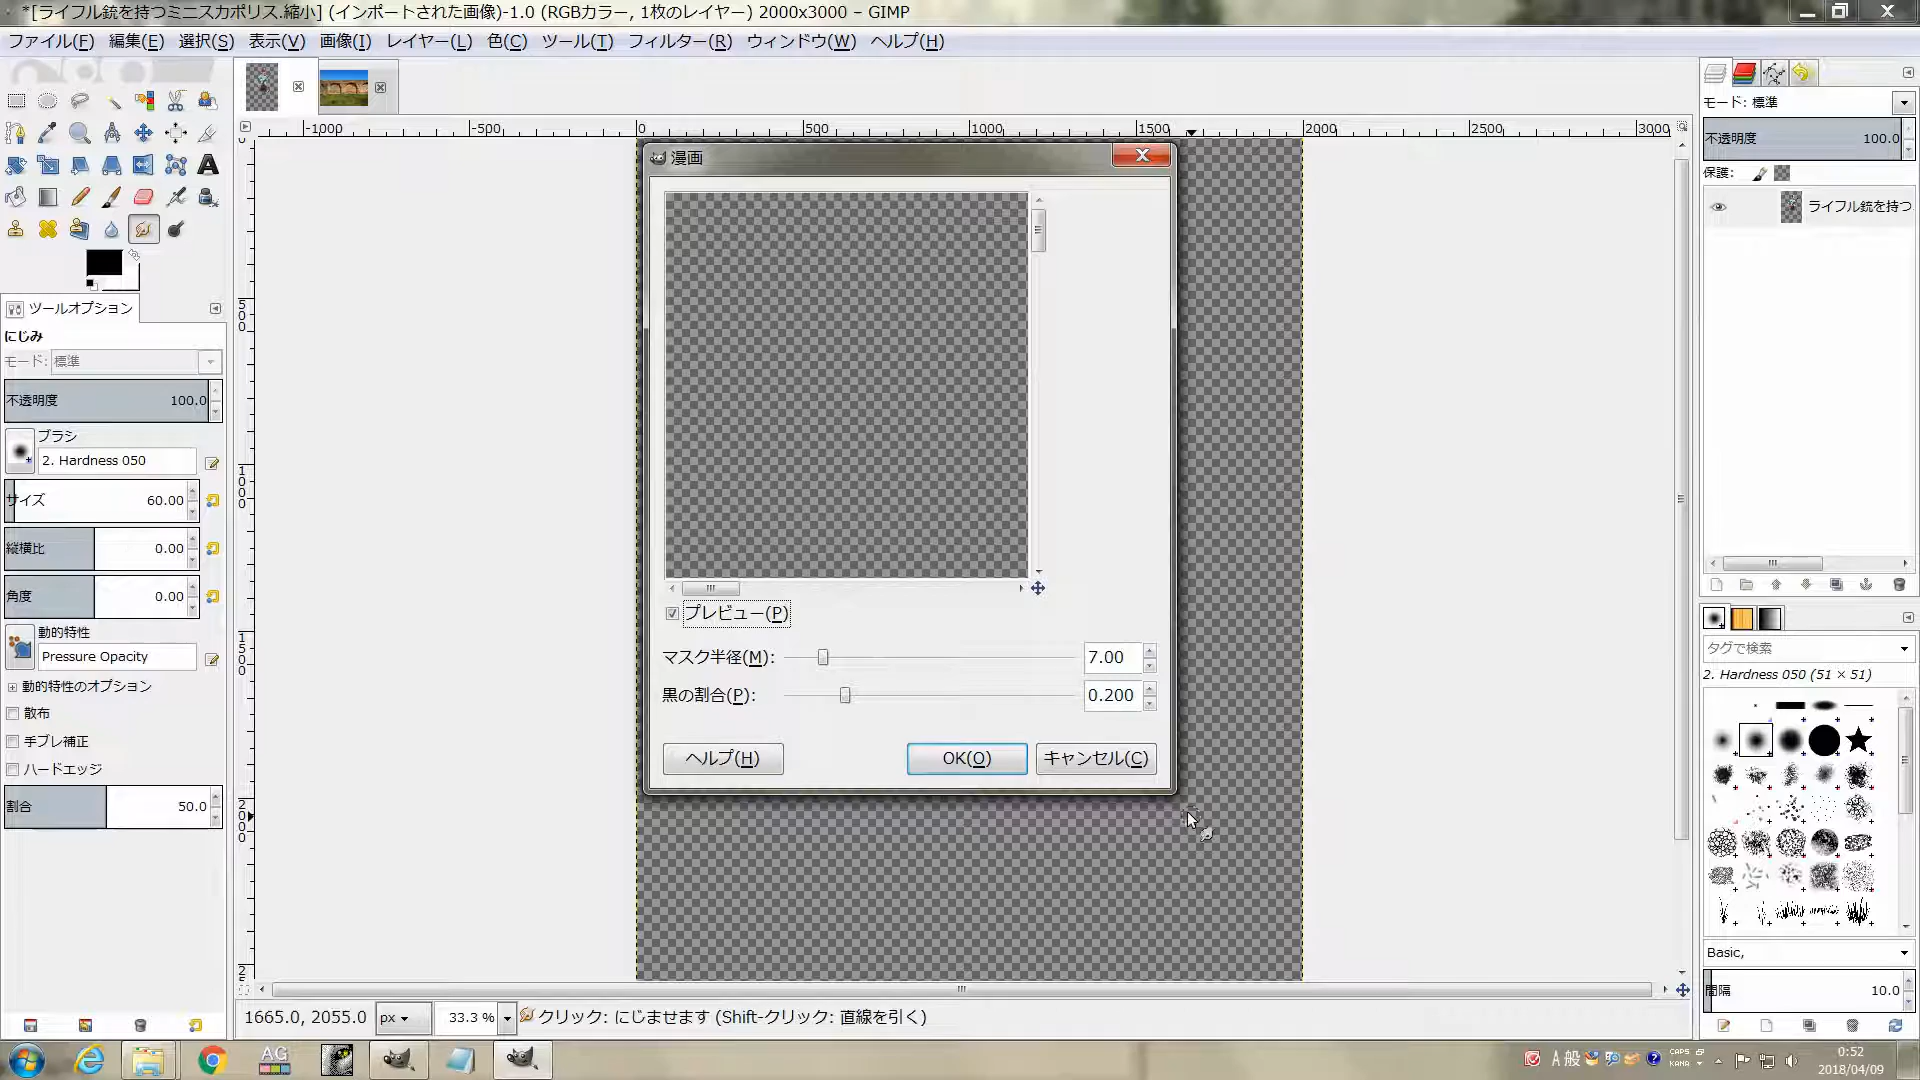 *[ライフル銃を持つミニスカポリス.縮小] (インポートされた画像)-1.0 (RGBカラー, 1枚のレイヤー) 2000x3000 – GIMP
ファイル(F) 編集(E) 選択(S) 表示(V) 画像(I) レイヤー(L) 色(C) ツール(T) フィルター(R) ウィンドウ(W) ヘルプ(H)
-1000 -500 0 500 1000 1500 2000 2500 3000
モード: 標準
不透明度 100.0
保護:
ライフル銃を持つ
漫画
プレビュー(P)
マスク半径(M): 7.00
黒の割合(P): 0.200
ヘルプ(H) OK(O) キャンセル(C)
ツールオプション
にじみ
モード: 標準
不透明度 100.0
ブラシ
2. Hardness 050
サイズ 60.00
縦横比 0.00
角度 0.00
動的特性
Pressure Opacity
動的特性のオプション
散布
手ブレ補正
ハードエッジ
割合 50.0
0
500
1000
1500
2000
25
タグで検索
2. Hardness 050 (51 × 51)
Basic,
間隔 10.0
1665.0, 2055.0 px 33.3 % クリック: にじませます (Shift-クリック: 直線を引く)
AG
A 般
CAPS
KANA
0:52
2018/04/09